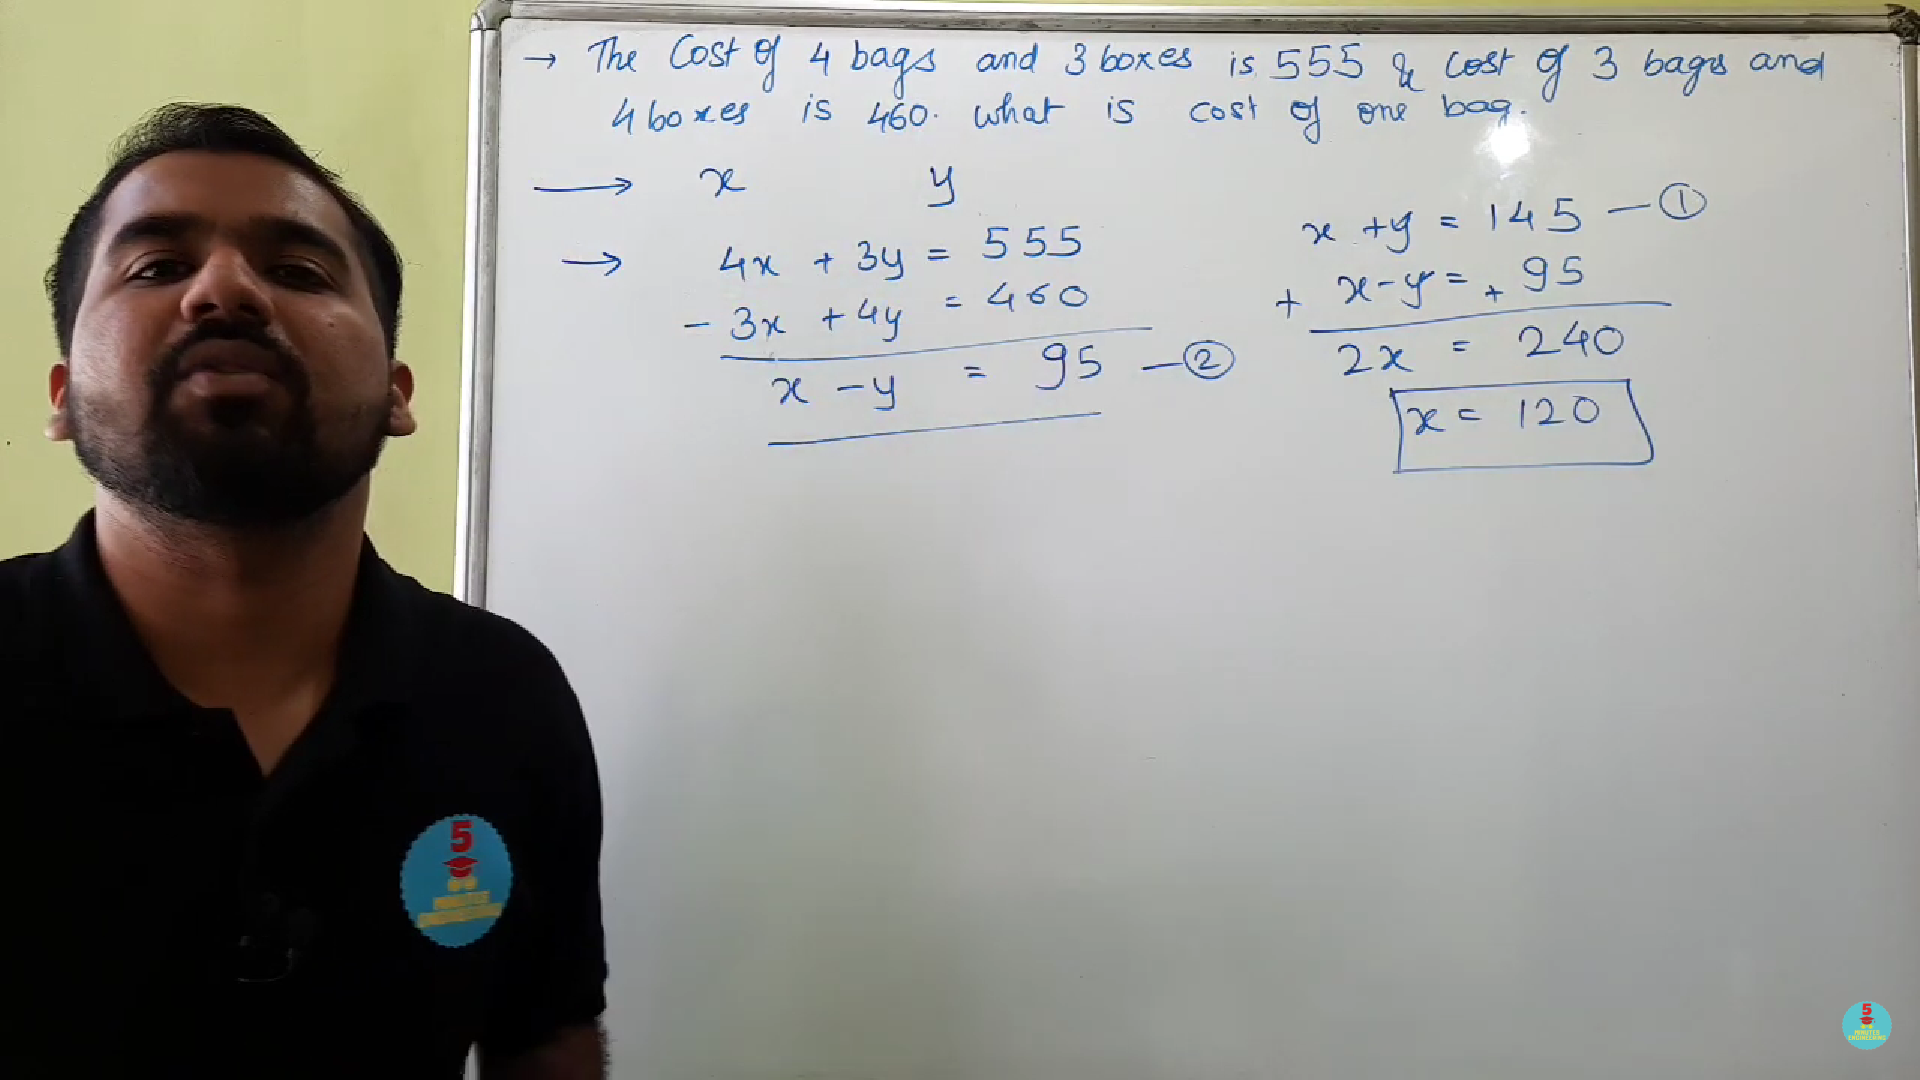 → The Cost of 4 bags and 3 boxes is 555 & cost of 3 bags and
4 boxes is 460. what is cost of one bag.
→ x y
→ 4x + 3y = 555
- 3x + 4y = 460
x - y = 95 - ②
x + y = 145 - ①
+ x - y = + 95
2x = 240
x = 120
5
MINUTES
ENGINEERING
5
MINUTES
ENGINEERING